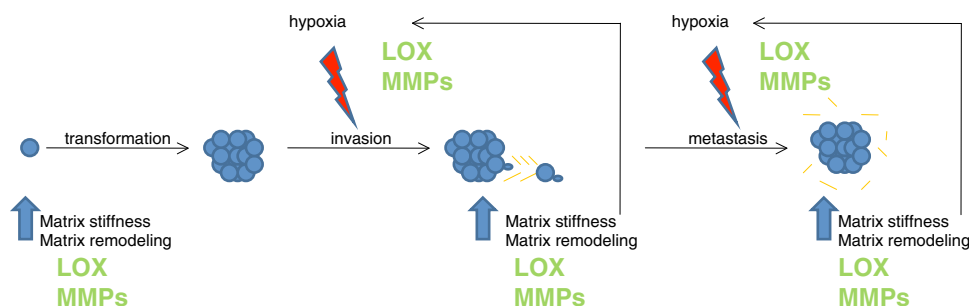 hypoxia
LOX
MMPs
hypoxia
LOX
MMPs
transformation
invasion
metastasis
Matrix stiffness
Matrix remodeling
LOX
MMPs
Matrix stiffness
Matrix remodeling
LOX
MMPs
Matrix stiffness
Matrix remodeling
LOX
MMPs